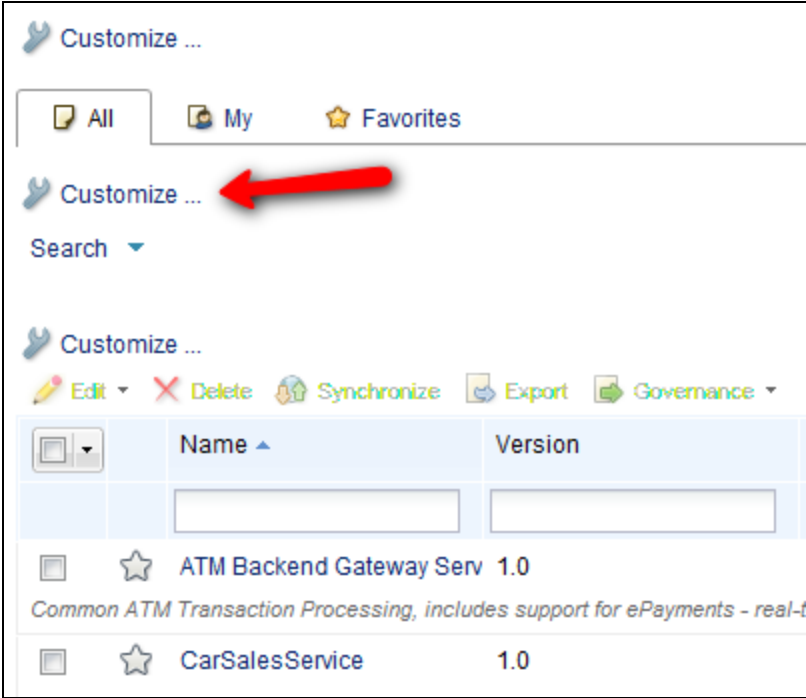 Customize ...
All My Favorites
Customize ...
Search
Customize ...
Edit Delete Synchronize Export Governance
Name Version
ATM Backend Gateway Serv 1.0
Common ATM Transaction Processing, includes support for ePayments - real-t
CarSalesService 1.0